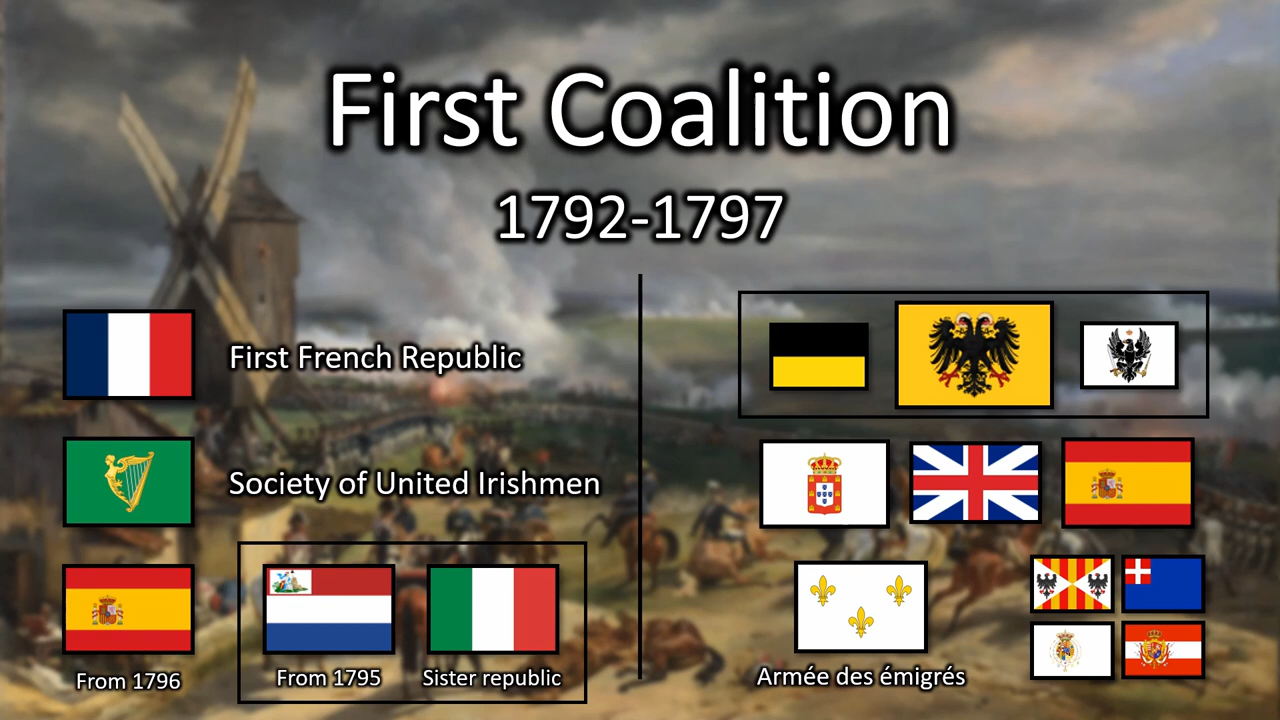 First Coalition
1792-1797
First French Republic
Society of United Irishmen
From 1796
From 1795
Sister republic
Armée des émigrés